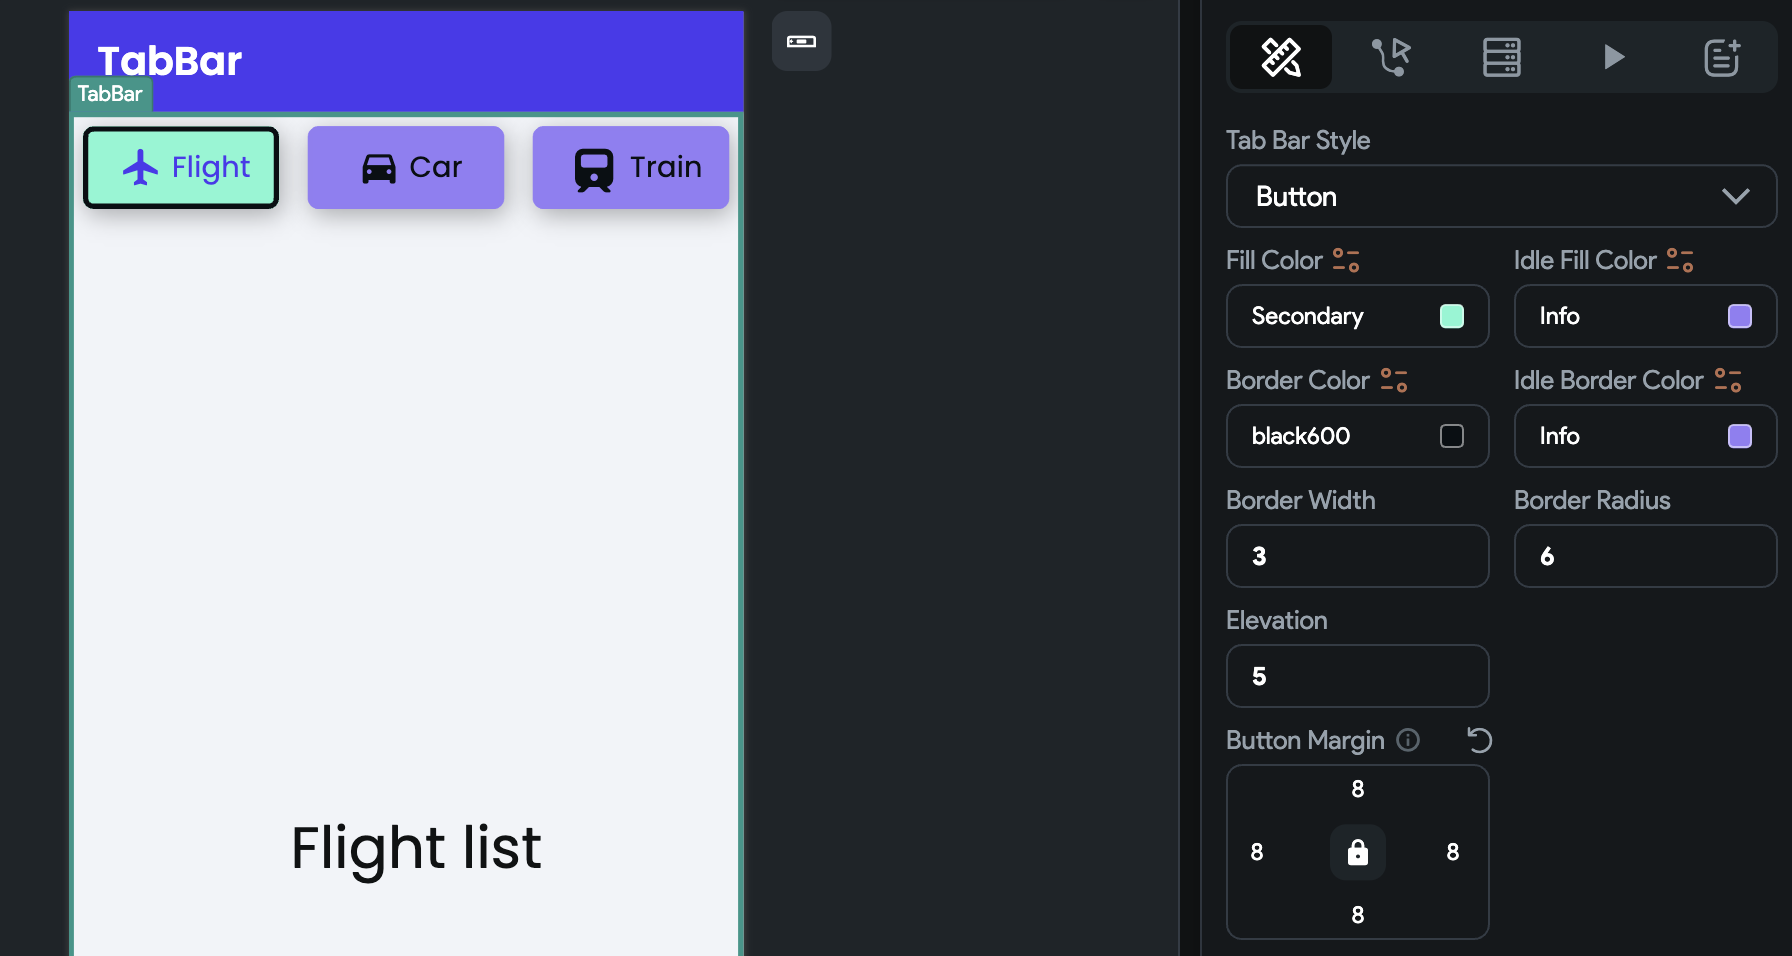 TabBar
TabBar
Flight
Car
Train
Flight list
Tab Bar Style
Button
Fill Color
Idle Fill Color
Secondary
Info
Border Color
Idle Border Color
black600
Info
Border Width
Border Radius
3
6
Elevation
5
Button Margin
8
8
8
8